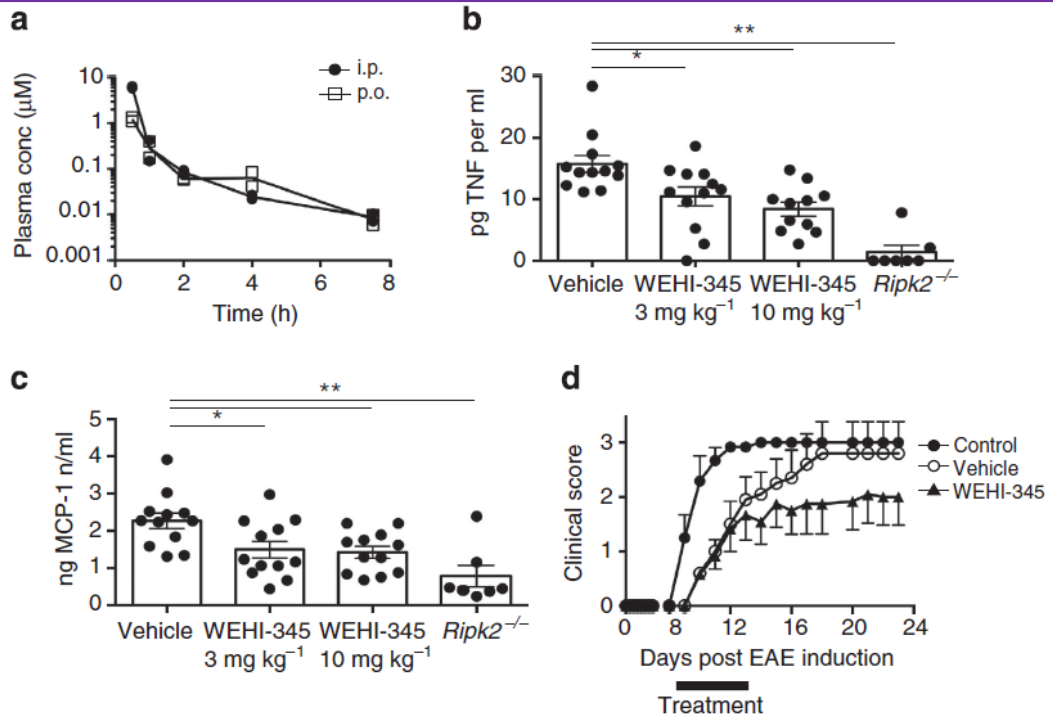 a
Plasma conc (μM)
10
1
0.1
0.01
0.001
i.p.
p.o.
0 2 4 6 8
Time (h)
b
**
*
pg TNF per ml
30
20
10
0
Vehicle WEHI-345 WEHI-345 Ripk2⁻/⁻
3 mg kg⁻¹ 10 mg kg⁻¹
c
**
*
ng MCP-1 n/ml
5
4
3
2
1
0
Vehicle WEHI-345 WEHI-345 Ripk2⁻/⁻
3 mg kg⁻¹ 10 mg kg⁻¹
d
Clinical score
3
2
1
0
Control
Vehicle
WEHI-345
0 8 12 16 20 24
Days post EAE induction
Treatment